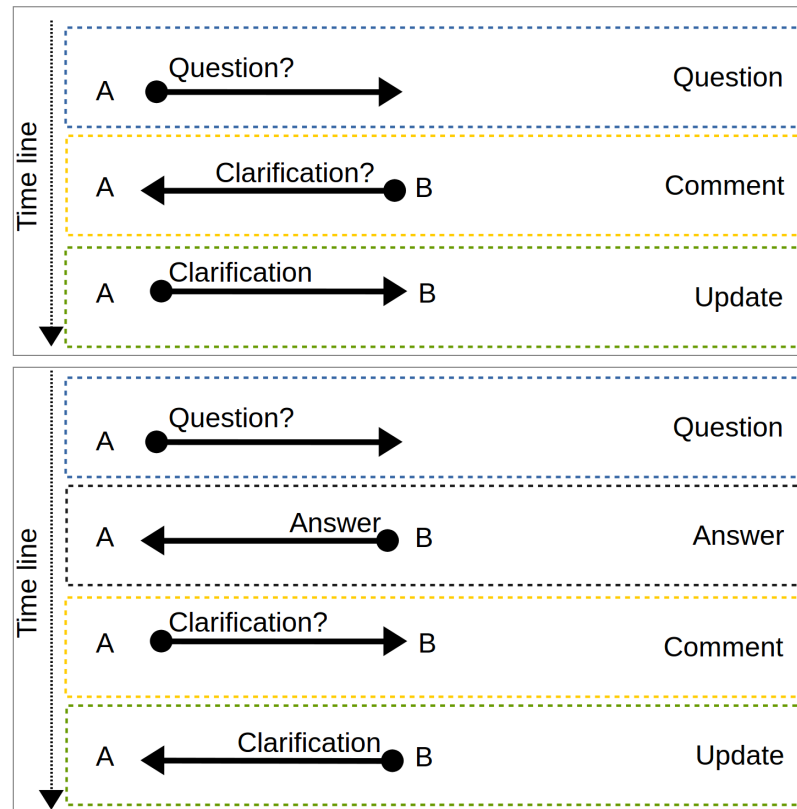 Time line
Question?
A
Question
Clarification?
A B
Comment
Clarification
A B
Update
Time line
Question?
A
Question
Answer
A B
Answer
Clarification?
A B
Comment
Clarification
A B
Update